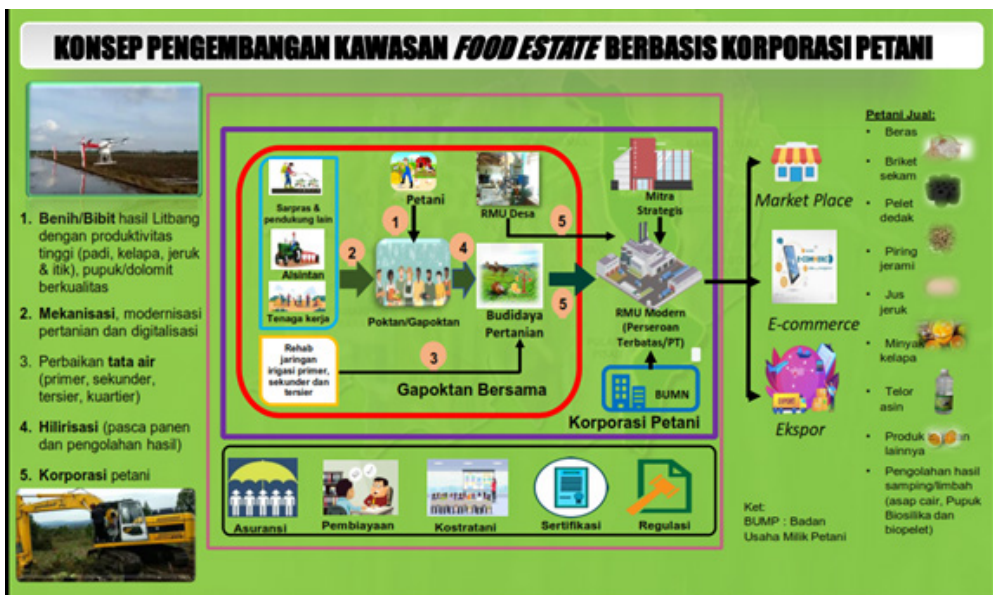 KONSEP PENGEMBANGAN KAWASAN FOOD ESTATE BERBASIS KORPORASI PETANI
1. Benih/Bibit hasil Litbang
dengan produktivitas
tinggi (padi, kelapa, jeruk
& itik), pupuk/dolomit
berkualitas
2. Mekanisasi, modernisasi
pertanian dan digitalisasi
3. Perbaikan tata air
(primer, sekunder,
tersier, kuartier)
4. Hilirisasi (pasca panen
dan pengolahan hasil)
5. Korporasi petani
Sarpras &
pendukung lain
Alsintan
Tenaga kerja
Rehab
jaringan
irigasi primer,
sekunder dan
tersier
2
Petani
1
Poktan/Gapoktan
4
3
RMU Desa
Budidaya
Pertanian
5
5
Gapoktan Bersama
Mitra
Strategis
RMU Modern
(Perseroan
Terbatas/PT)
BUMN
Korporasi Petani
Asuransi
Pembiayaan
Kostratani
Sertifikasi
Regulasi
Market Place
E-COMMERCE
E-commerce
EXPORT
Ekspor
Ket:
BUMP : Badan
Usaha Milik Petani
Petani Jual:
• Beras
• Briket
sekam
• Pelet
dedak
• Piring
jerami
• Jus
jeruk
• Minyak
kelapa
• Telor
asin
• Produk
lainnya
• Pengolahan hasil
samping/limbah
(asap cair, Pupuk
Biosilika dan
biopelet)